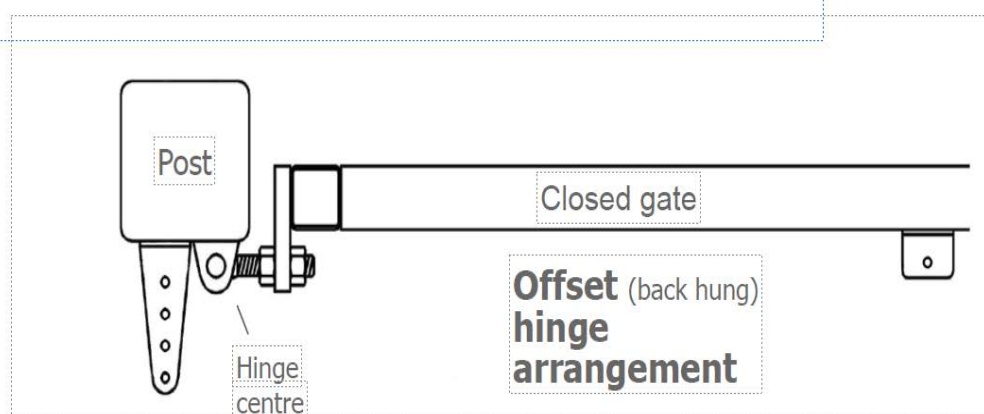 Post
Closed gate
Offset (back hung)
hinge
arrangement
Hinge
centre